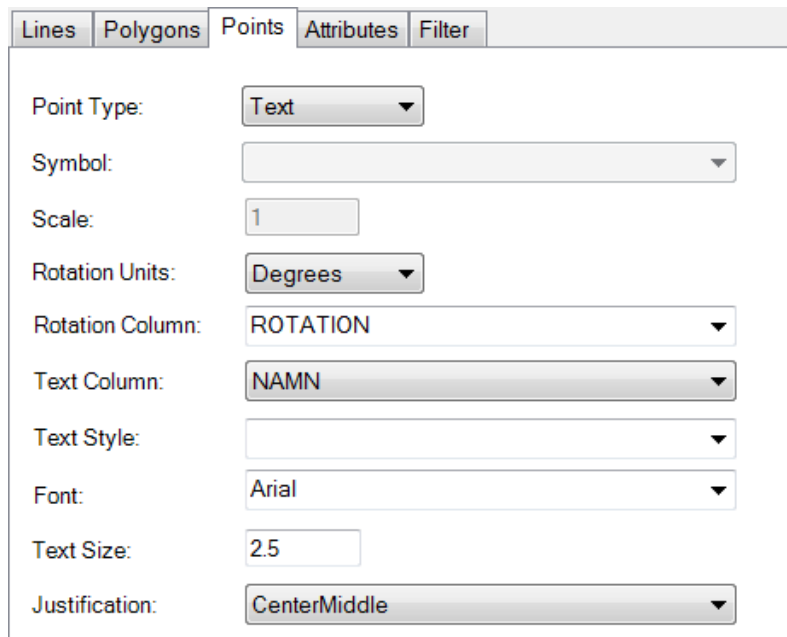 Lines Polygons Points Attributes Filter
Point Type: Text
Symbol:
Scale: 1
Rotation Units: Degrees
Rotation Column: ROTATION
Text Column: NAMN
Text Style:
Font: Arial
Text Size: 2.5
Justification: CenterMiddle